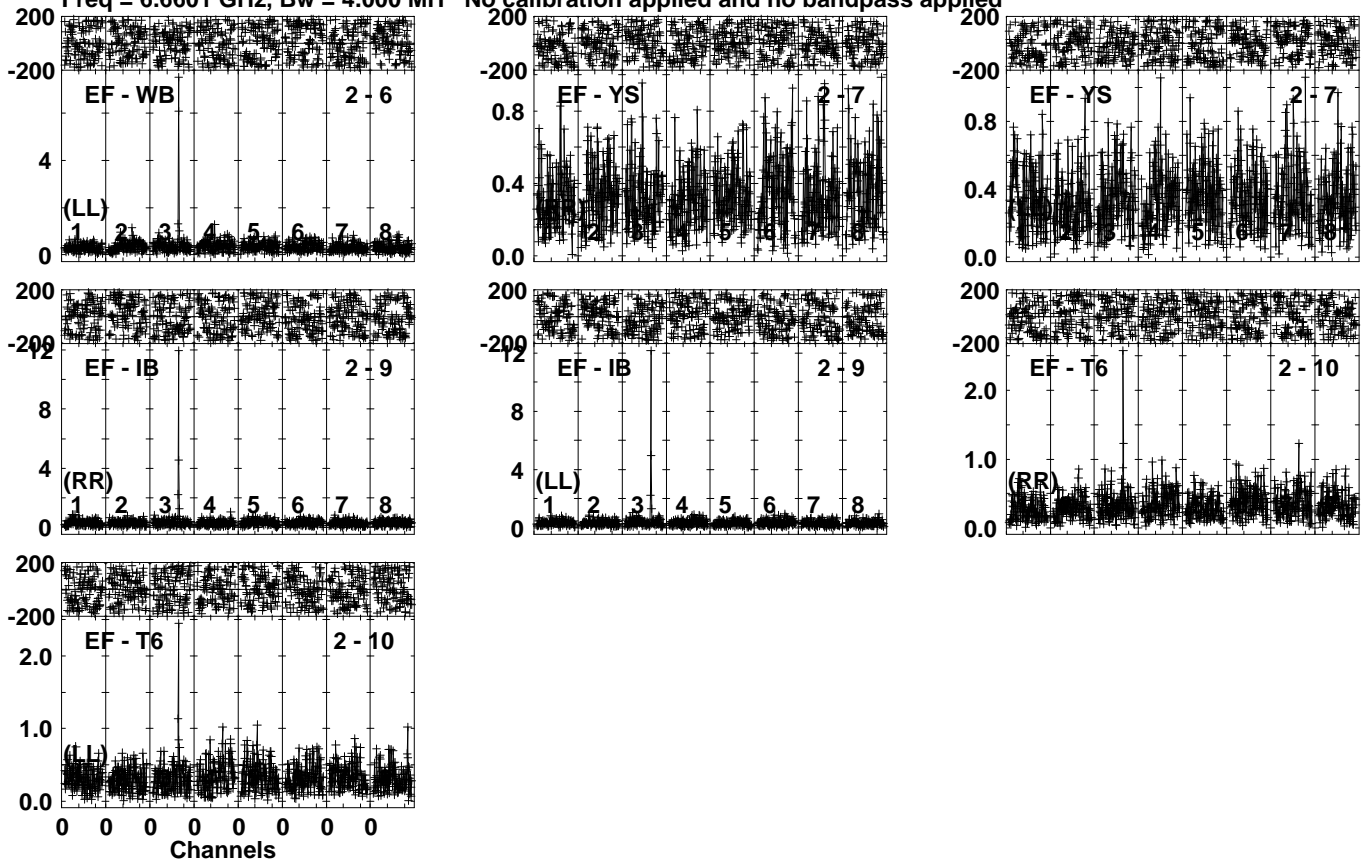 Freq = 6.6601 GHz, Bw = 4.000 MH No calibration applied and no bandpass applied
200
-200
EF - WB 2 - 6
4
(LL)
1 2 3 4 5 6 7 8
0
200
-200
EF - YS 2 - 7
0.8
0.4
2 3 4 5 6 7 8
0.0
200
-200
EF - YS 2 - 7
0.8
0.4
1 2 3 4 5 6 7 8
0.0
200
-200
12
EF - IB 2 - 9
8
4
(RR)
1 2 3 4 5 6 7 8
0
200
-200
12
EF - IB 2 - 9
8
4
(LL)
1 2 3 4 5 6 7 8
0
200
-200
EF - T6 2 - 10
2.0
1.0
(RR)
0.0
200
-200
EF - T6 2 - 10
2.0
1.0
(LL)
0.0
0 0 0 0 0 0 0 0
Channels